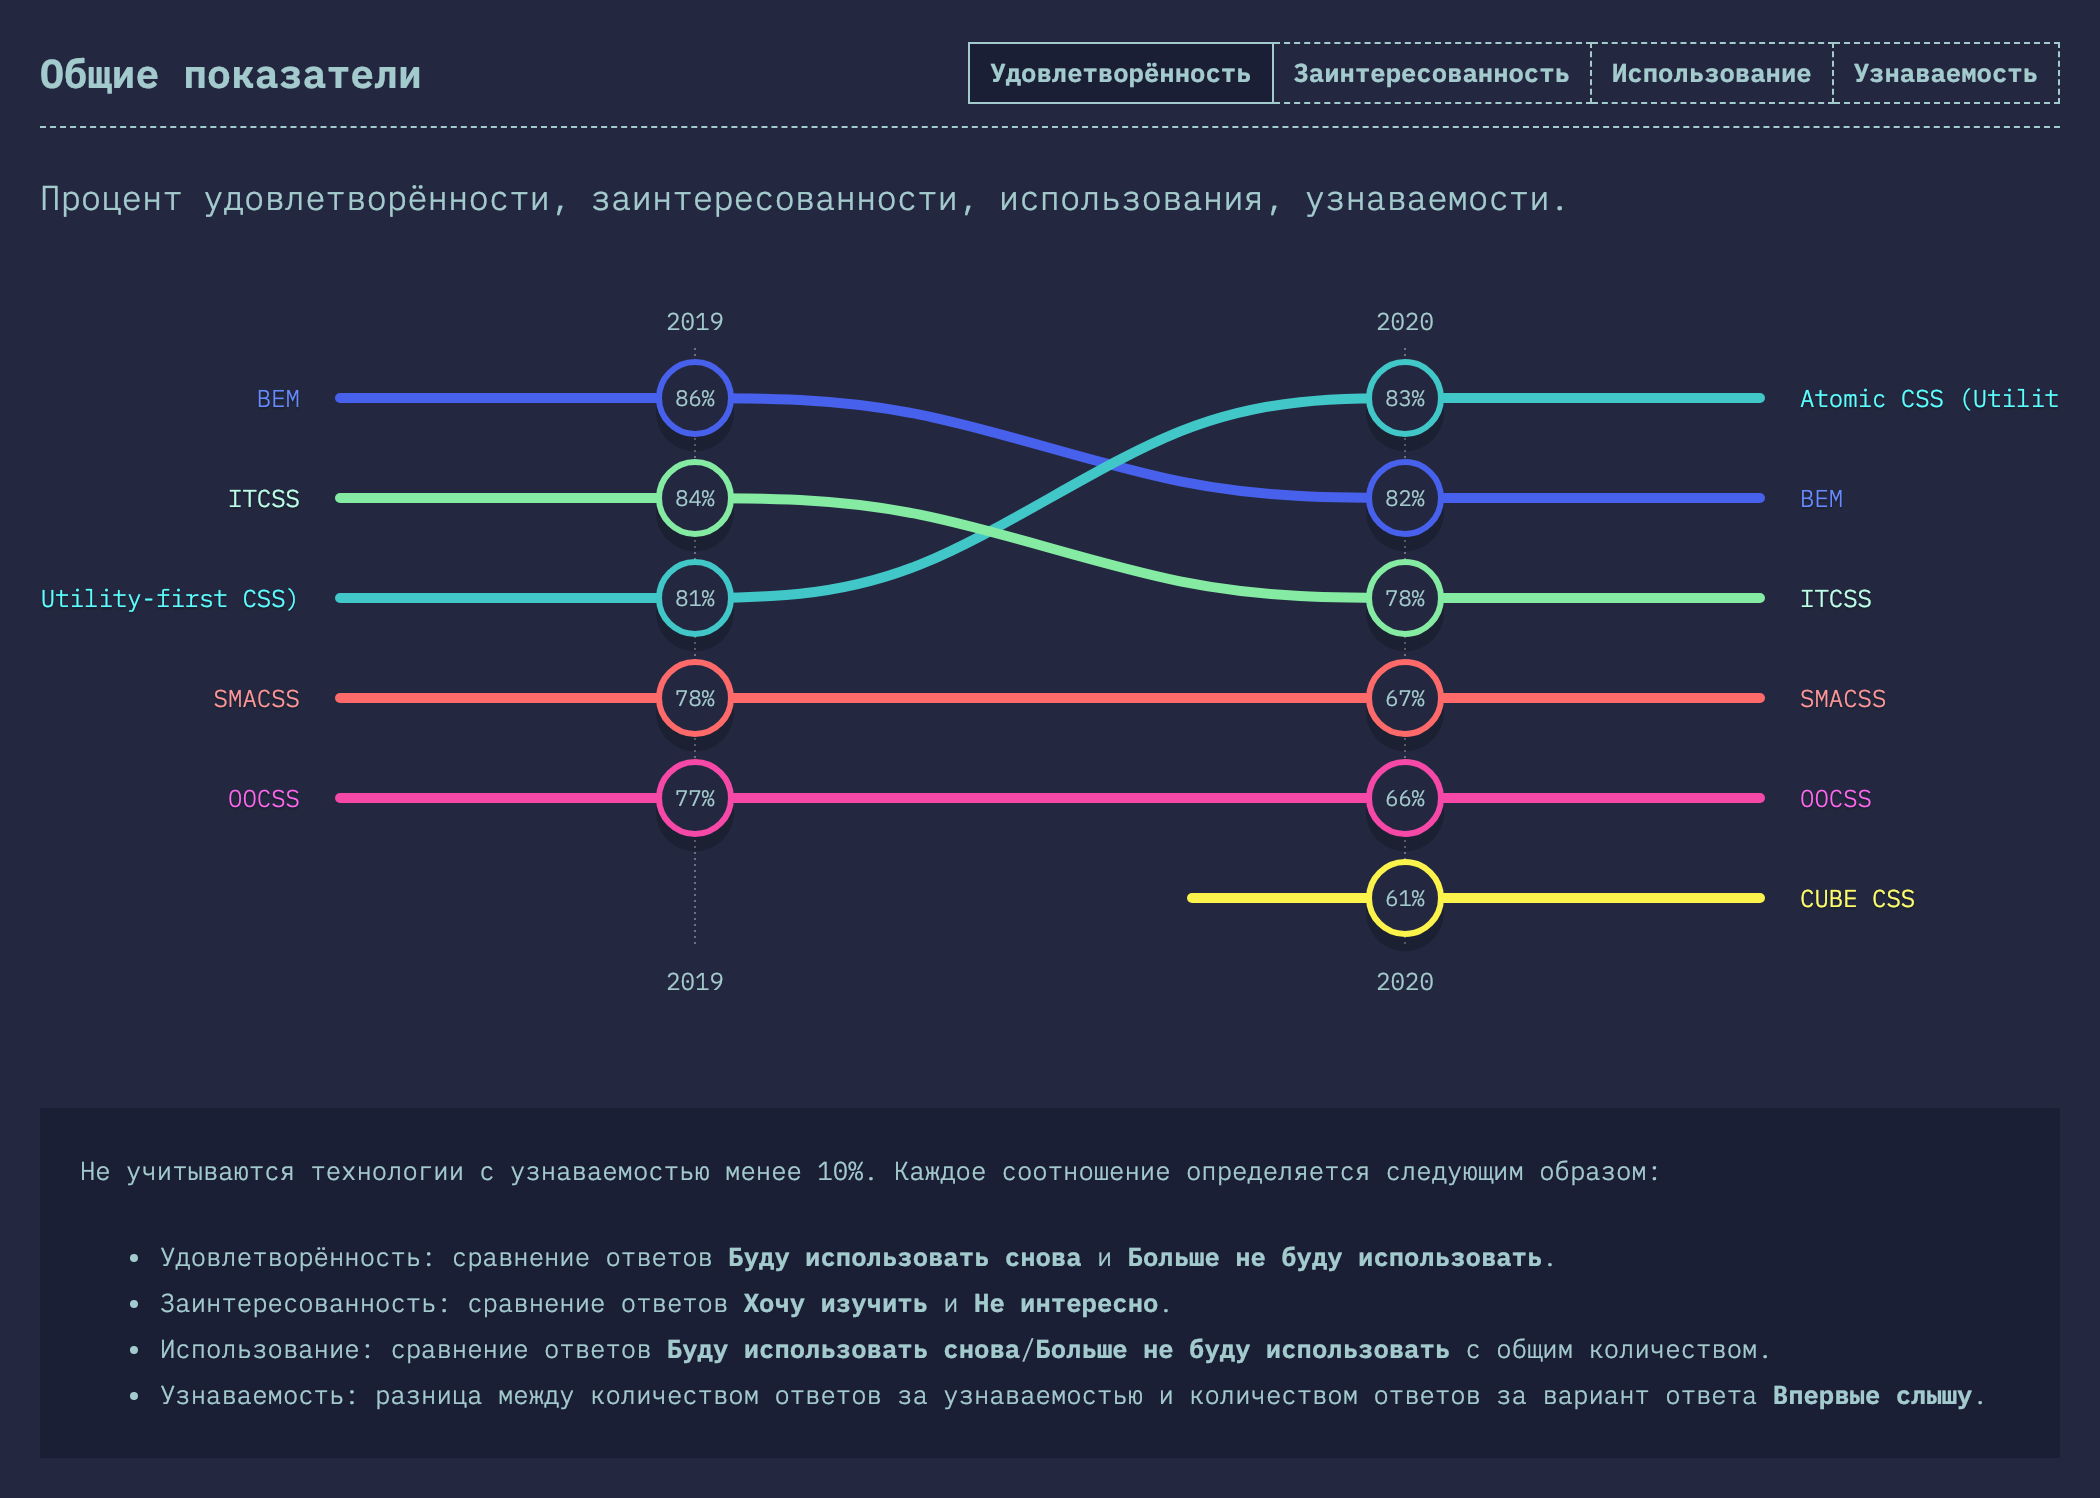 Общие показатели
Удовлетворённость Заинтересованность Использование Узнаваемость
Процент удовлетворённости, заинтересованности, использования, узнаваемости.
2019 2020
BEM 86% 83% Atomic CSS (Utilit
ITCSS 84% 82% BEM
Utility-first CSS) 81% 78% ITCSS
SMACSS 78% 67% SMACSS
OOCSS 77% 66% OOCSS
61% CUBE CSS
2019 2020
Не учитываются технологии с узнаваемостью менее 10%. Каждое соотношение определяется следующим образом:
• Удовлетворённость: сравнение ответов Буду использовать снова и Больше не буду использовать.
• Заинтересованность: сравнение ответов Хочу изучить и Не интересно.
• Использование: сравнение ответов Буду использовать снова/Больше не буду использовать с общим количеством.
• Узнаваемость: разница между количеством ответов за узнаваемостью и количеством ответов за вариант ответа Впервые слышу.